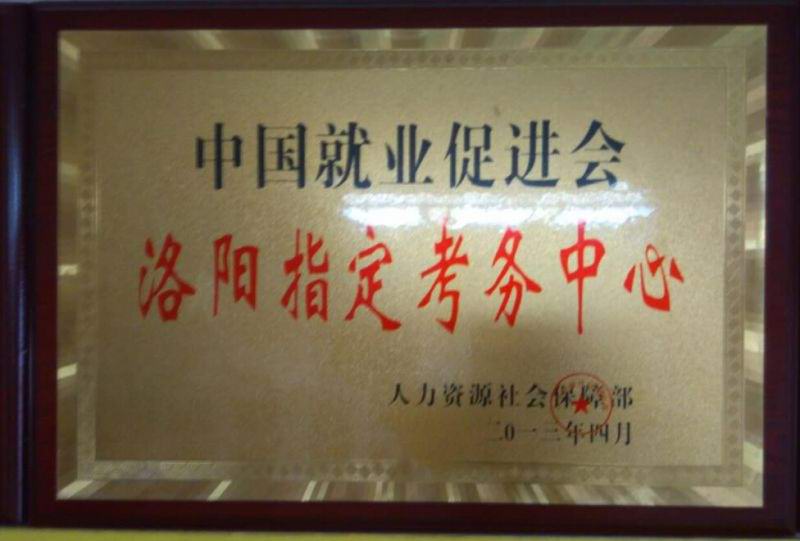 中国就业促进会
洛阳指定考务中心
人力资源社会保障部
二0一三年四月